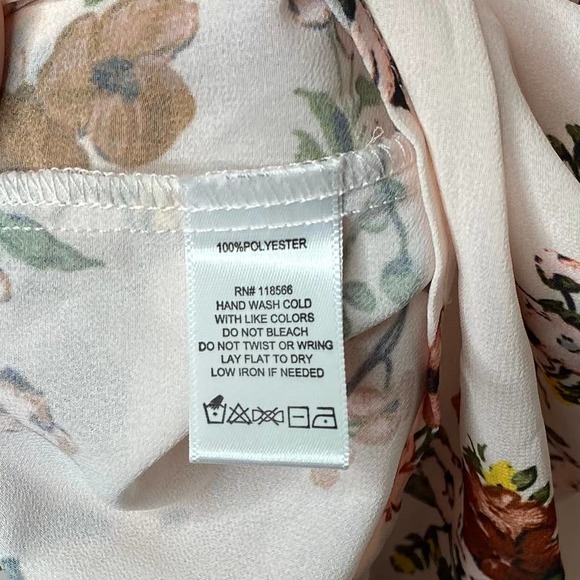 100%POLYESTER
RN# 118566
HAND WASH COLD
WITH LIKE COLORS
DO NOT BLEACH
DO NOT TWIST OR WRING
LAY FLAT TO DRY
LOW IRON IF NEEDED